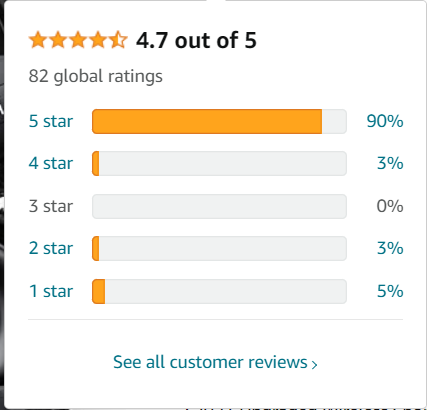 4.7 out of 5
82 global ratings
5 star 90%
4 star 3%
3 star 0%
2 star 3%
1 star 5%
See all customer reviews ›